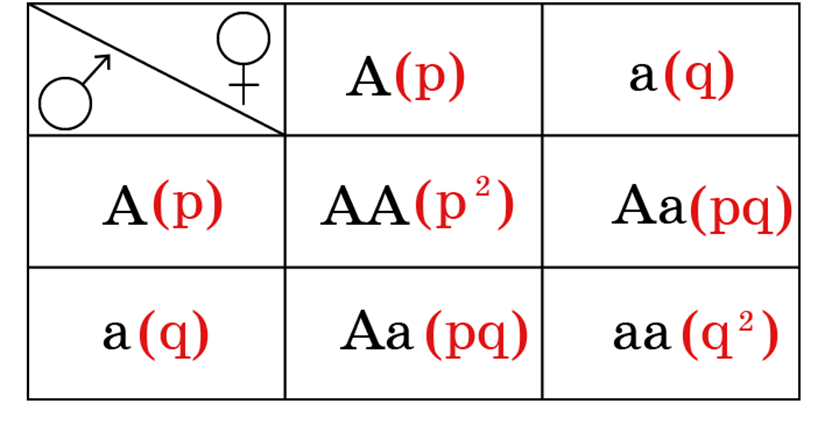 ♂ ♀ A(p) a(q)
A(p) AA(p²) Aa(pq)
a(q) Aa(pq) aa(q²)